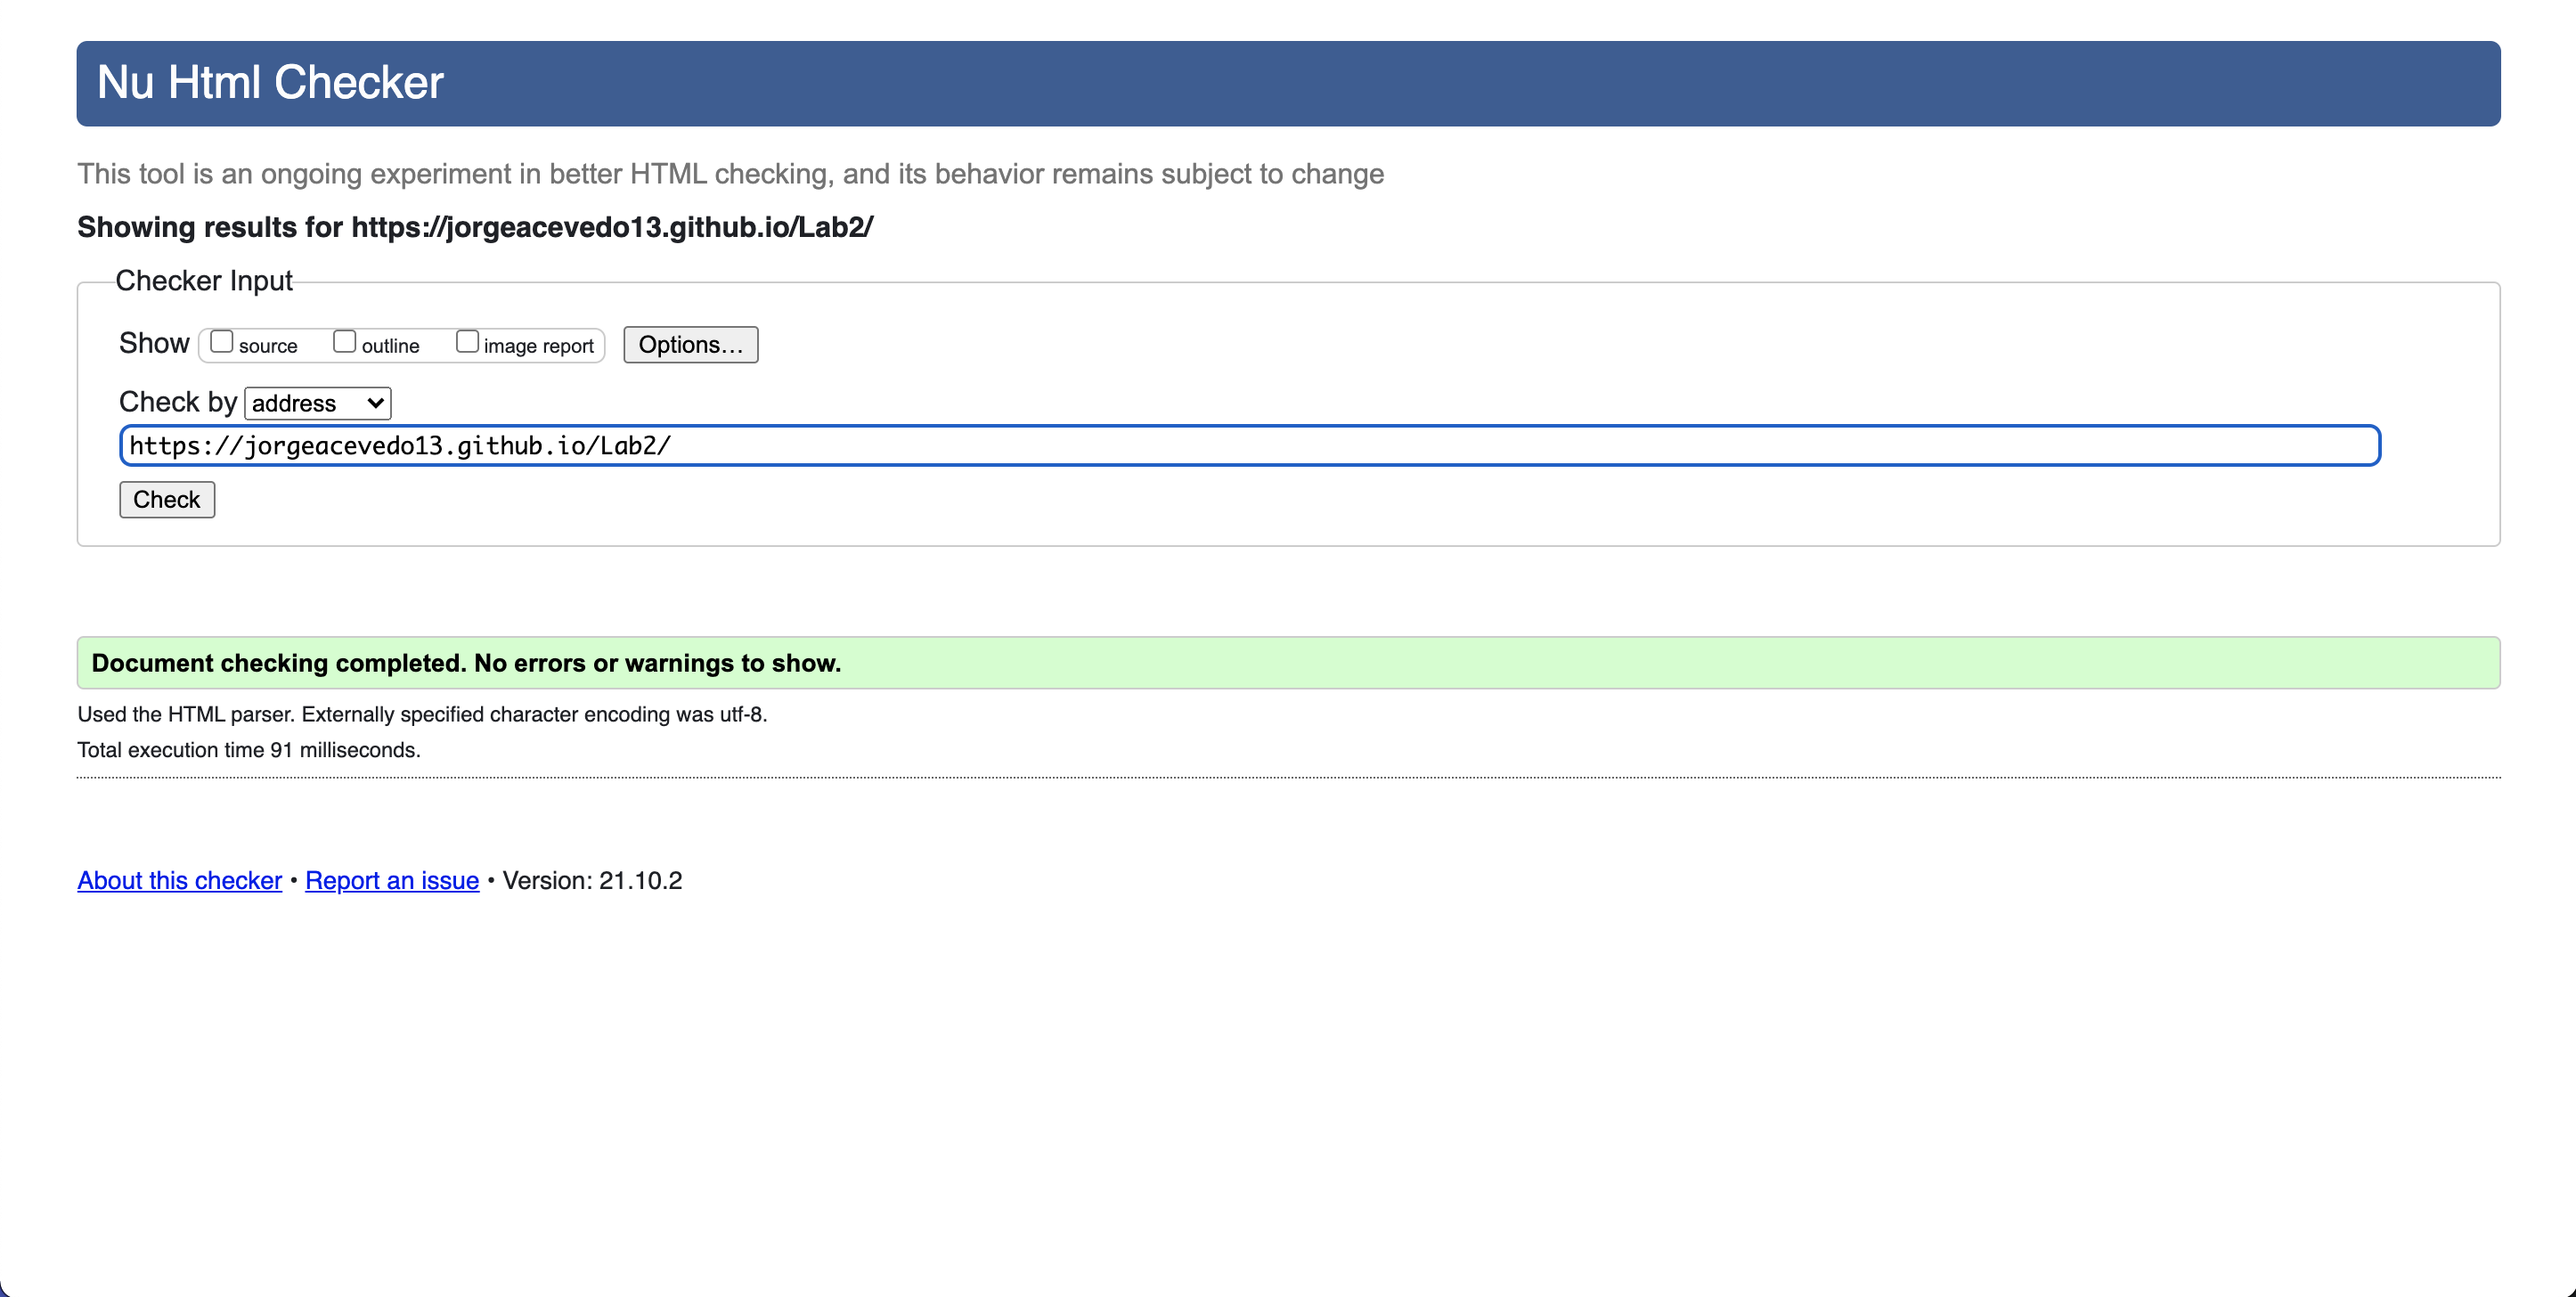 Nu Html Checker
This tool is an ongoing experiment in better HTML checking, and its behavior remains subject to change
Showing results for https://jorgeacevedo13.github.io/Lab2/
Checker Input
Show source outline image report Options...
Check by address
https://jorgeacevedo13.github.io/Lab2/
Check
Document checking completed. No errors or warnings to show.
Used the HTML parser. Externally specified character encoding was utf-8.
Total execution time 91 milliseconds.
About this checker • Report an issue • Version: 21.10.2